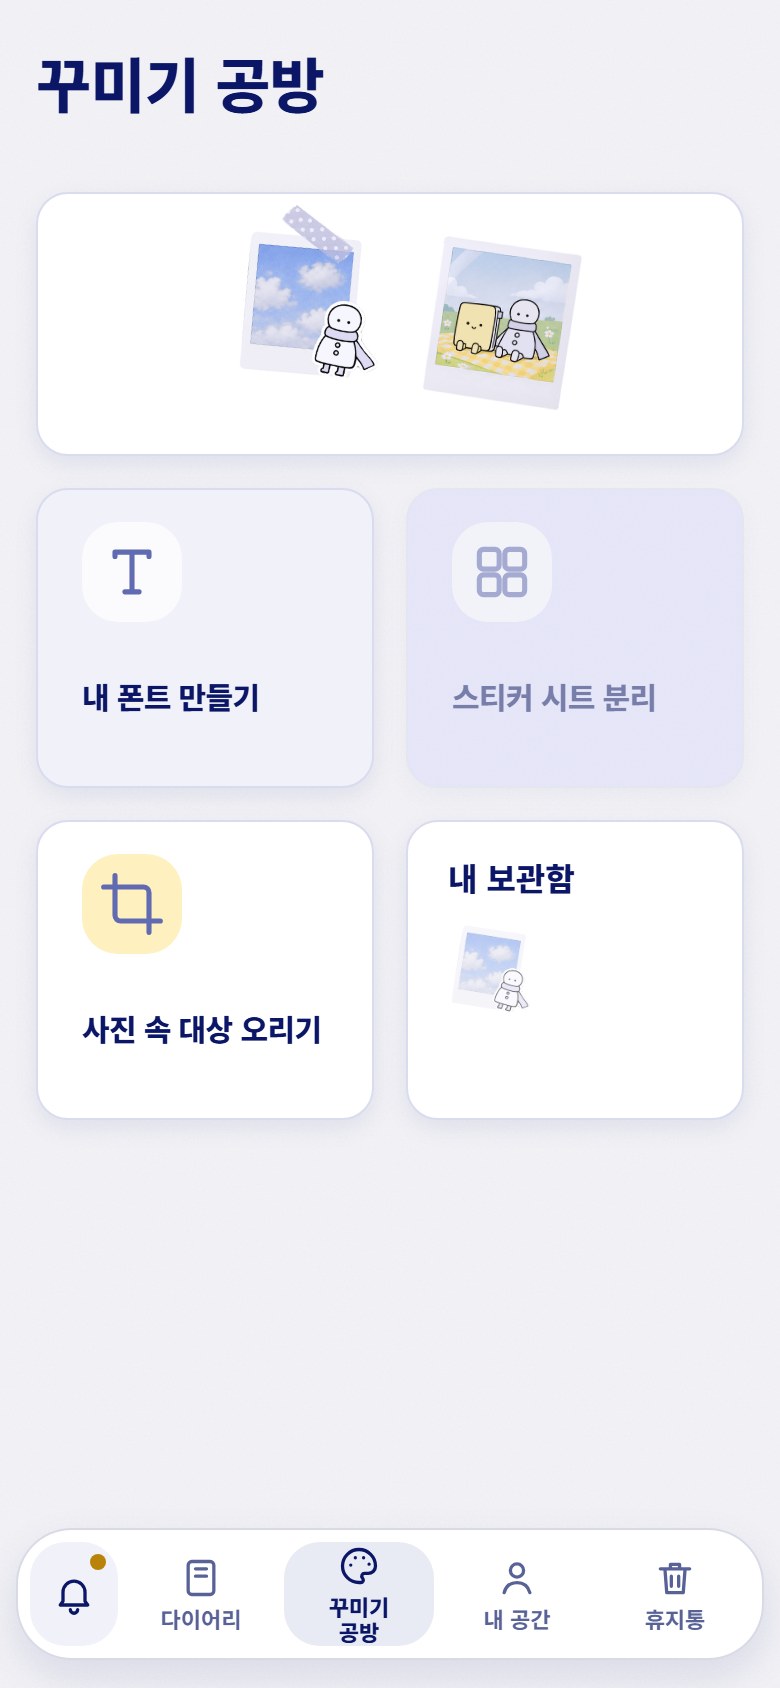 꾸미기 공방
내 폰트 만들기
스티커 시트 분리
사진 속 대상 오리기
내 보관함
다이어리
꾸미기
공방
내 공간
휴지통